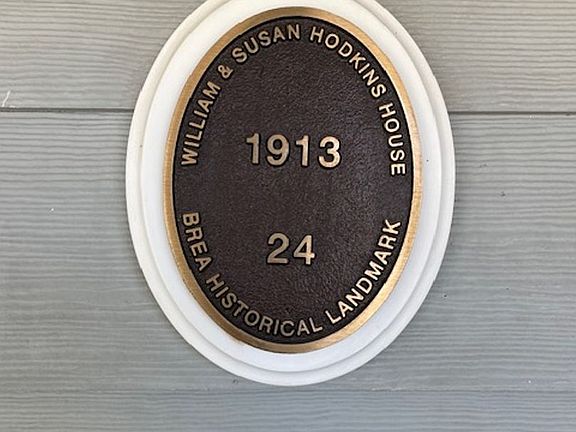 WILLIAM & SUSAN HODKINS HOUSE
1913
24
BREA HISTORICAL LANDMARK